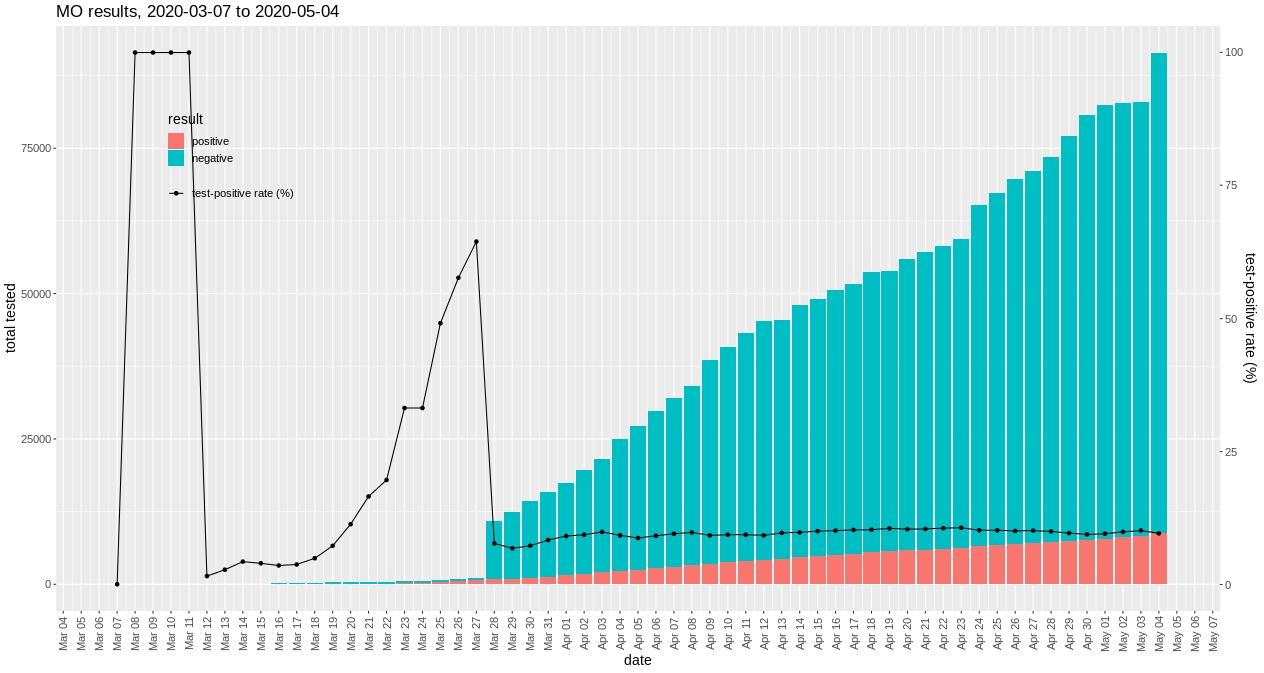 MO results, 2020-03-07 to 2020-05-04
result
positive
negative
test-positive rate (%)
total tested
75000
50000
25000
0
100
75
50
25
0
test-positive rate (%)
Mar 04
Mar 05
Mar 06
Mar 07
Mar 08
Mar 09
Mar 10
Mar 11
Mar 12
Mar 13
Mar 14
Mar 15
Mar 16
Mar 17
Mar 18
Mar 19
Mar 20
Mar 21
Mar 22
Mar 23
Mar 24
Mar 25
Mar 26
Mar 27
Mar 28
Mar 29
Mar 30
Mar 31
Apr 01
Apr 02
Apr 03
Apr 04
Apr 05
Apr 06
Apr 07
Apr 08
Apr 09
Apr 10
Apr 11
Apr 12
Apr 13
Apr 14
Apr 15
Apr 16
Apr 17
Apr 18
Apr 19
Apr 20
Apr 21
Apr 22
Apr 23
Apr 24
Apr 25
Apr 26
Apr 27
Apr 28
Apr 29
Apr 30
May 01
May 02
May 03
May 04
May 05
May 06
May 07
date